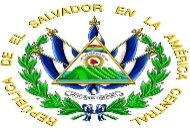 REPÚBLICA DE EL SALVADOR EN LA AMÉRICA CENTRAL